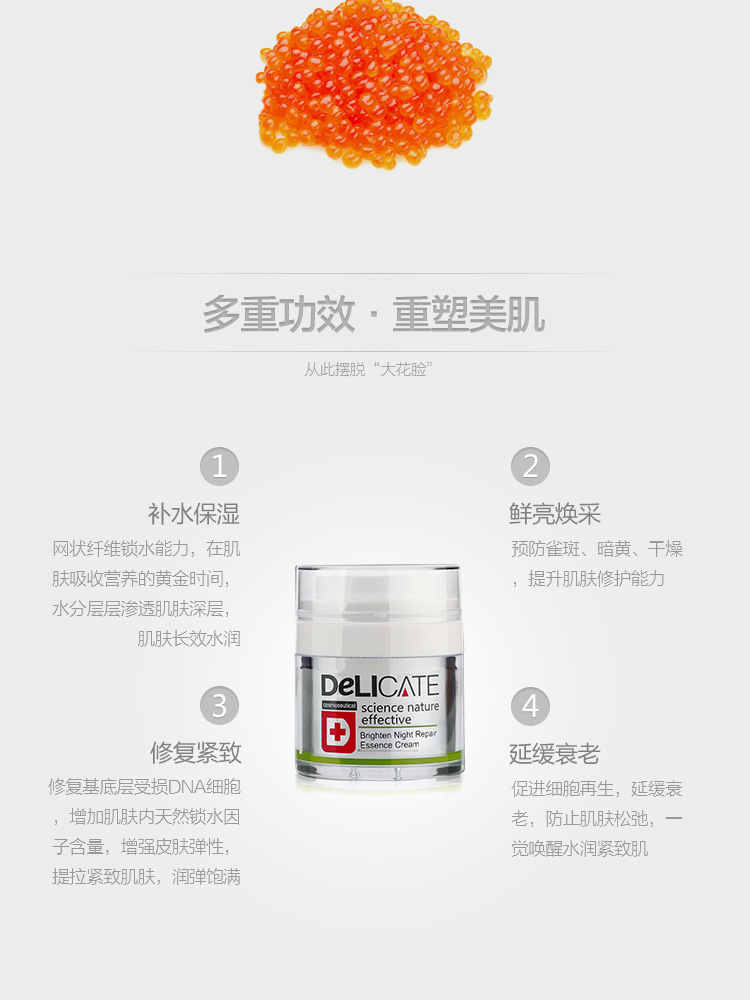 多重功效·重塑美肌
从此摆脱“大花脸”
1
补水保湿
网状纤维锁水能力，在肌
肤吸收营养的黄金时间，
水分层层渗透肌肤深层，
肌肤长效水润
2
鲜亮焕采
预防雀斑、暗黄、干燥
，提升肌肤修护能力
3
修复紧致
修复基底层受损DNA细胞
，增加肌肤内天然锁水因
子含量，增强皮肤弹性，
提拉紧致肌肤，润弹饱满
4
延缓衰老
促进细胞再生，延缓衰
老，防止肌肤松弛，一
觉唤醒水润紧致肌
DeLICATE
cosmoceutical
science nature
effective
Brighten Night Repair
Essence Cream